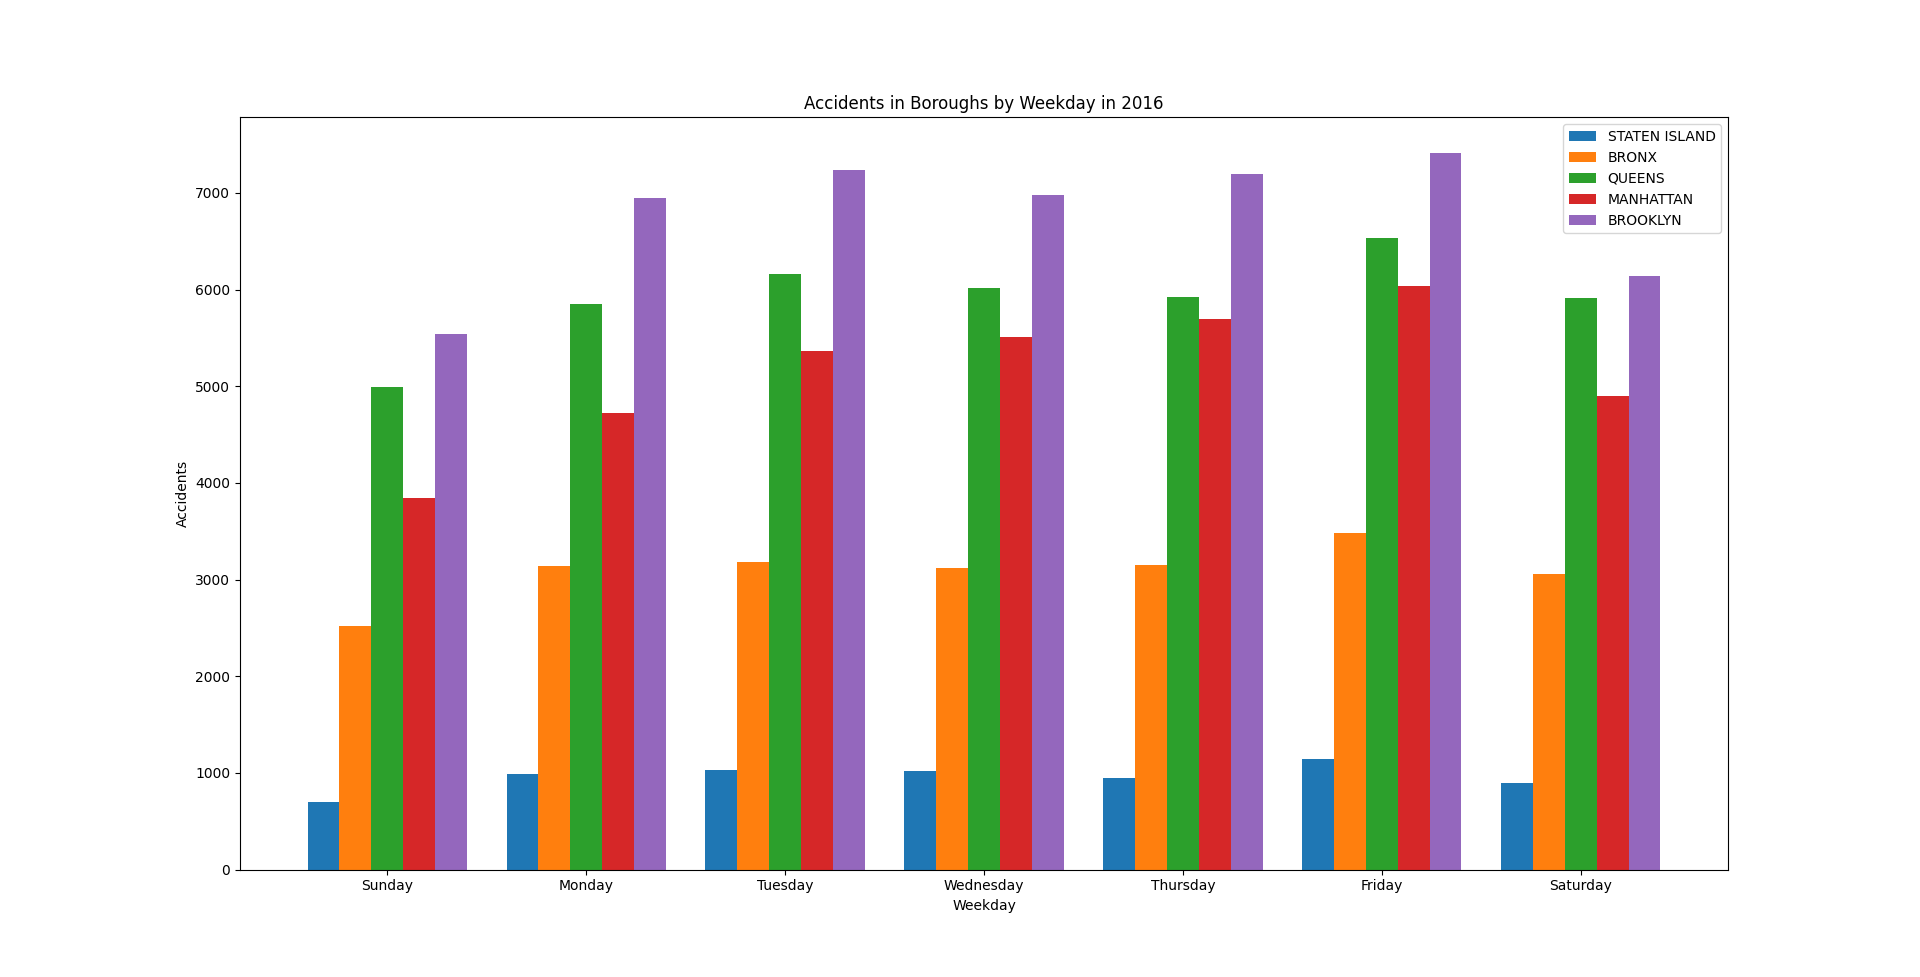 Accidents in Boroughs by Weekday in 2016
STATEN ISLAND
BRONX
QUEENS
MANHATTAN
BROOKLYN
7000
6000
5000
4000
3000
2000
1000
0
Accidents
Sunday Monday Tuesday Wednesday Thursday Friday Saturday
Weekday